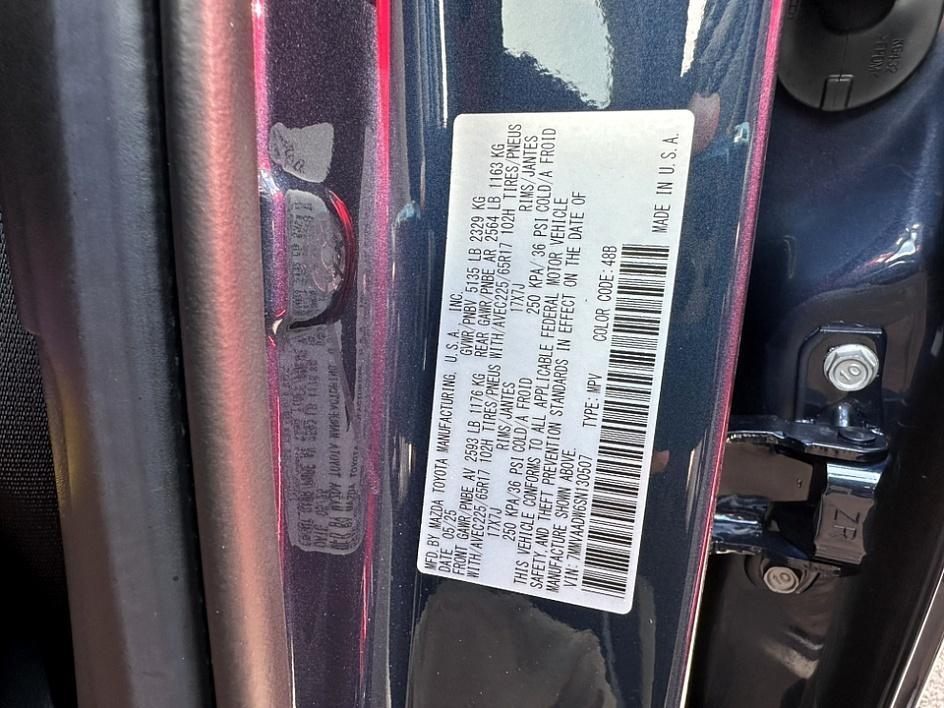 MFD. BY MAZDA TOYOTA MANUFACTURING, U.S.A., INC.
DATE 05/25 GVWR/PNBV 5135 LB 2329 KG
FRONT GAWR/PNBE AV 2593 LB 1176 KG REAR GAWR/PNBE AR 2564 LB 1163 KG
WITH/AVEC225/65R17 102H TIRES/PNEUS WITH/AVEC225/65R17 102H TIRES/PNEUS
17X7J RIMS/JANTES 17X7J RIMS/JANTES
250 KPA/36 PSI COLD/A FROID 250 KPA/36 PSI COLD/A FROID
THIS VEHICLE CONFORMS TO ALL APPLICABLE FEDERAL MOTOR VEHICLE
SAFETY, AND THEFT PREVENTION STANDARDS IN EFFECT ON THE DATE OF
MANUFACTURE SHOWN ABOVE.
VIN: 7MMVAADW6SN130507 TYPE: MPV COLOR CODE: 48B
MADE IN U.S.A.
ZR